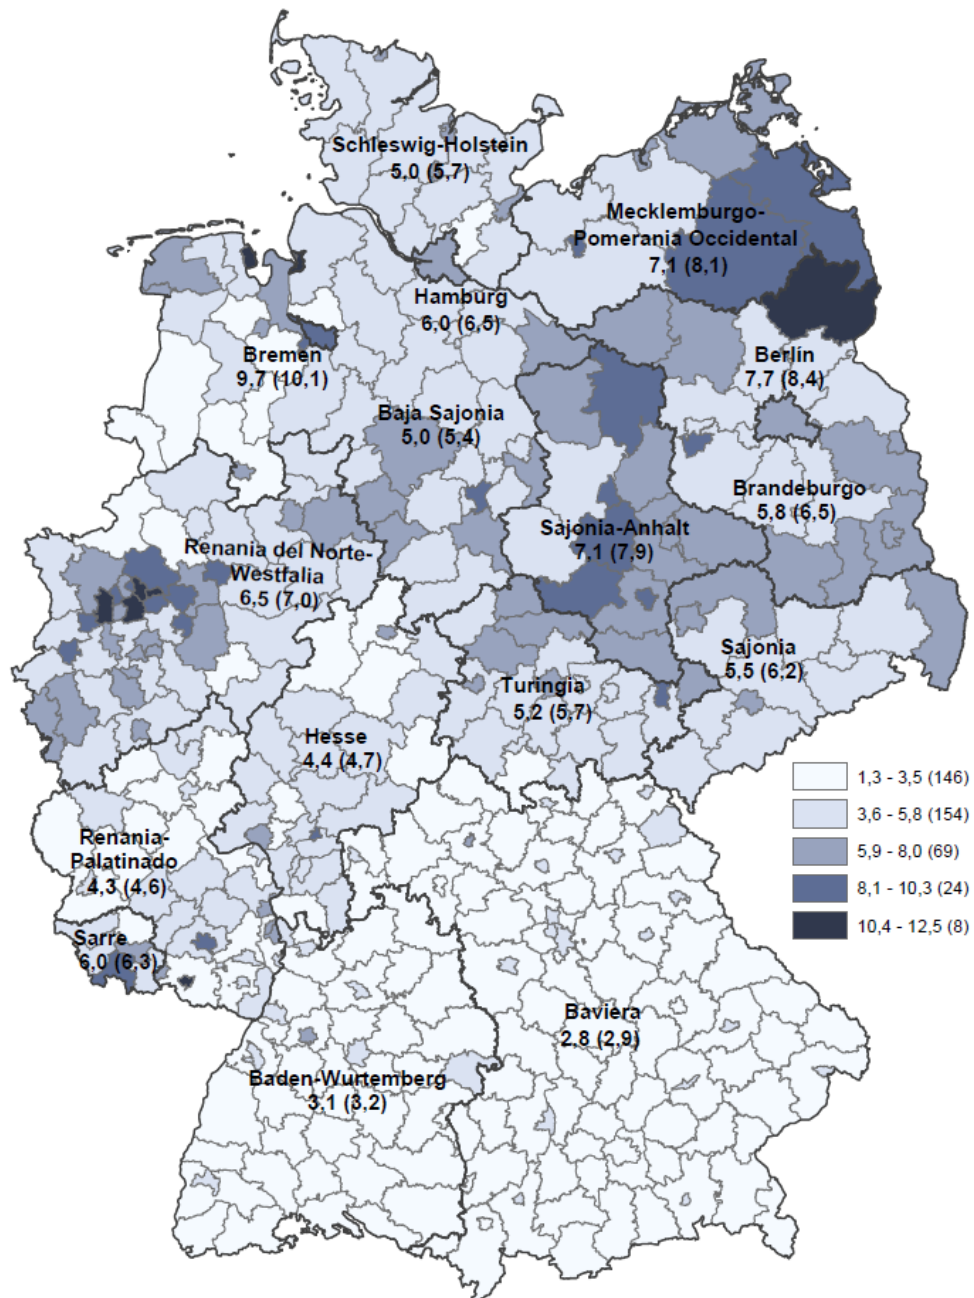 Schleswig-Holstein
5,0 (5,7)
Mecklemburgo-
Pomerania Occidental
7,1 (8,1)
Hamburg
6,0 (6,5)
Bremen
9,7 (10,1)
Berlín
7,7 (8,4)
Baja Sajonia
5,0 (5,4)
Brandeburgo
5,8 (6,5)
Sajonia-Anhalt
7,1 (7,9)
Renania del Norte-
Westfalia
6,5 (7,0)
Sajonia
5,5 (6,2)
Turingia
5,2 (5,7)
Hesse
4,4 (4,7)
1,3 - 3,5 (146)
3,6 - 5,8 (154)
5,9 - 8,0 (69)
8,1 - 10,3 (24)
10,4 - 12,5 (8)
Renania-
Palatinado
4,3 (4,6)
Sarre
6,0 (6,3)
Baviera
2,8 (2,9)
Baden-Wurtemberg
3,1 (3,2)